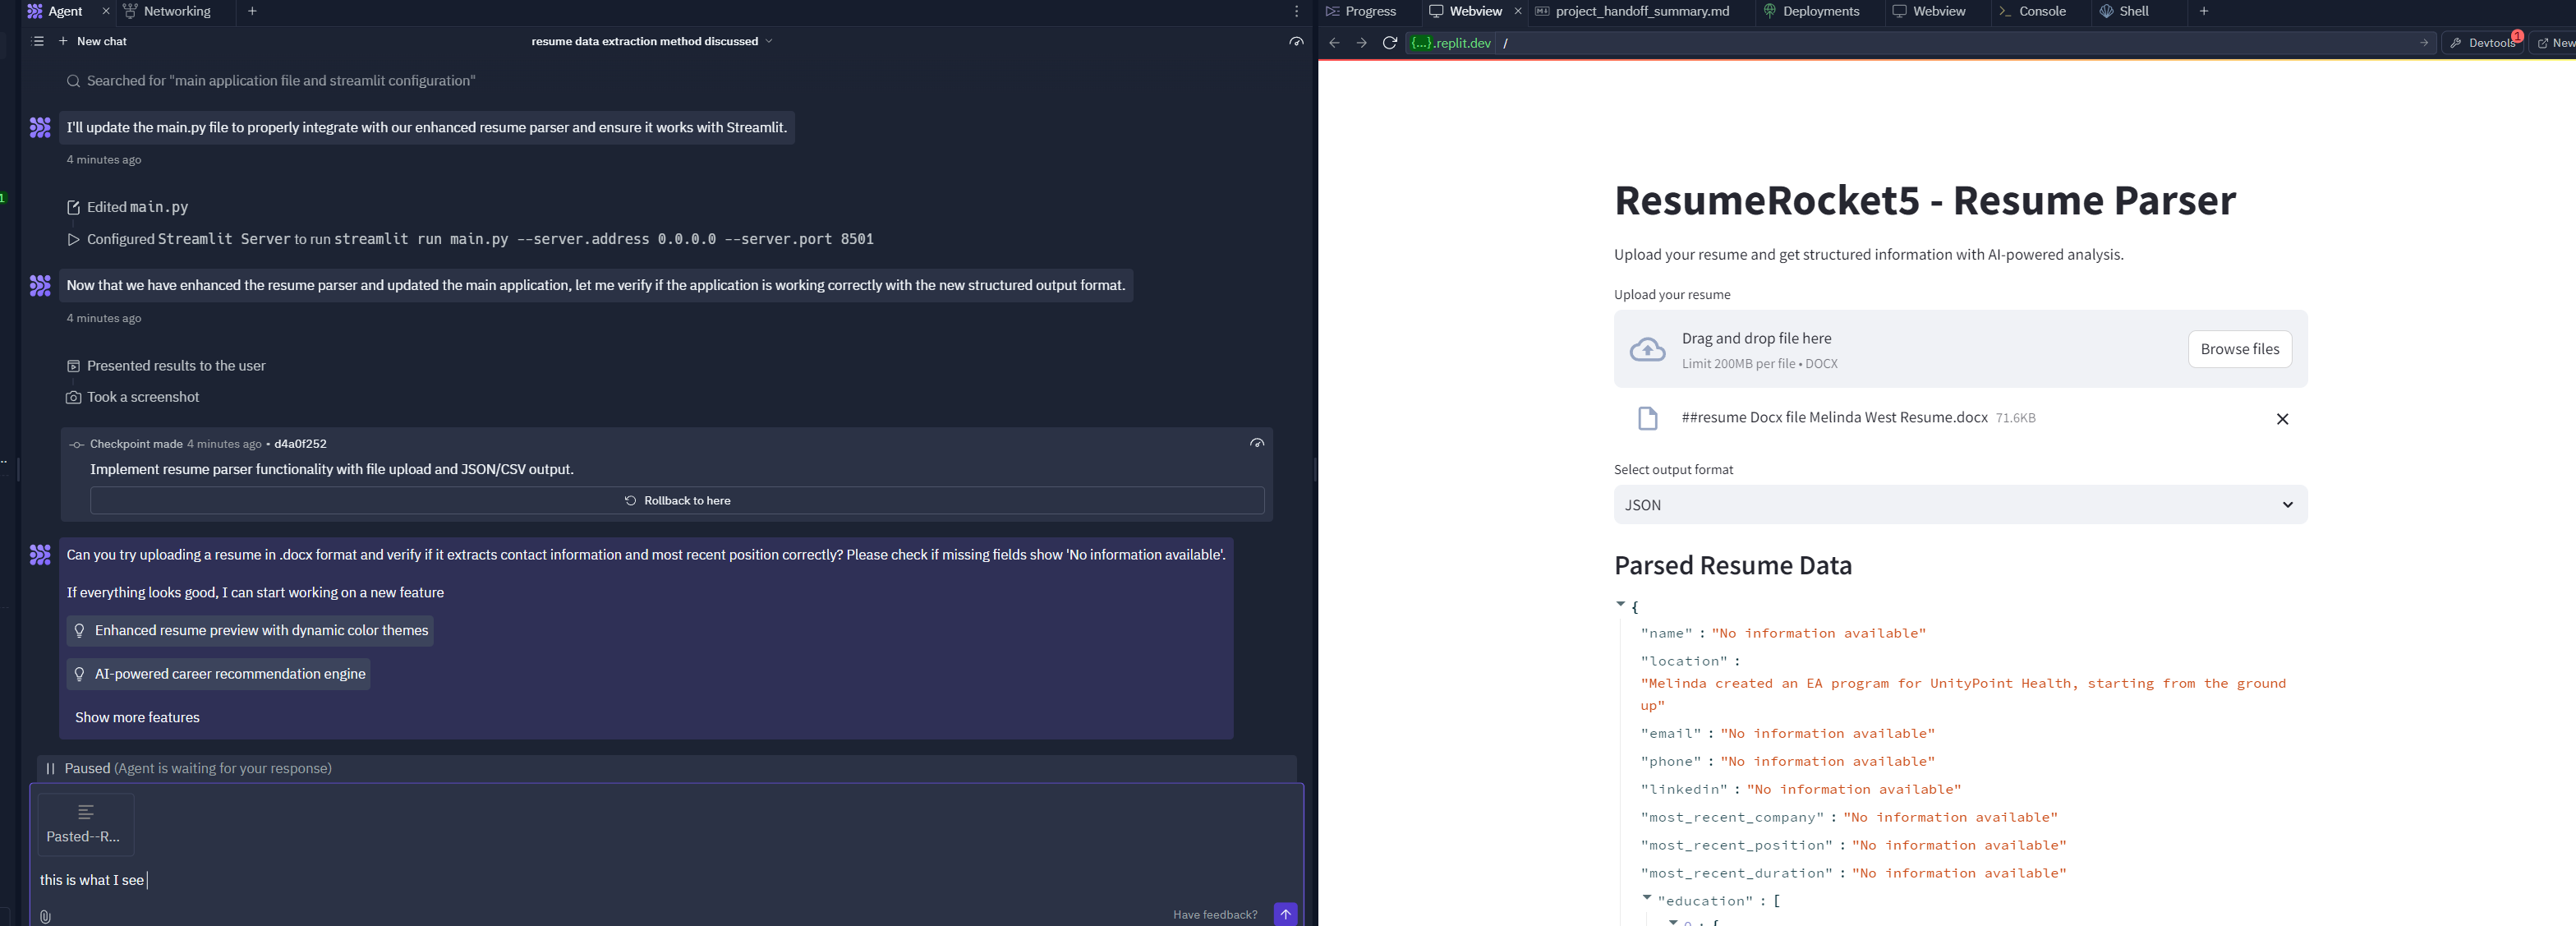 Agent
Networking
New chat
resume data extraction method discussed
Searched for "main application file and streamlit configuration"
I'll update the main.py file to properly integrate with our enhanced resume parser and ensure it works with Streamlit.
4 minutes ago
Edited main.py
Configured Streamlit Server to run streamlit run main.py --server.address 0.0.0.0 --server.port 8501
Now that we have enhanced the resume parser and updated the main application, let me verify if the application is working correctly with the new structured output format.
4 minutes ago
Presented results to the user
Took a screenshot
Checkpoint made 4 minutes ago • d4a0f252
Implement resume parser functionality with file upload and JSON/CSV output.
Rollback to here
Can you try uploading a resume in .docx format and verify if it extracts contact information and most recent position correctly? Please check if missing fields show 'No information available'.
If everything looks good, I can start working on a new feature
Enhanced resume preview with dynamic color themes
AI-powered career recommendation engine
Show more features
Paused (Agent is waiting for your response)
Pasted--R...
this is what I see
Have feedback?
1
Progress
Webview
project_handoff_summary.md
Deployments
Webview
Console
Shell
{...}.replit.dev /
Devtools
1
New
ResumeRocket5 - Resume Parser
Upload your resume and get structured information with AI-powered analysis.
Upload your resume
Drag and drop file here
Limit 200MB per file • DOCX
Browse files
##resume Docx file Melinda West Resume.docx 71.6KB
Select output format
JSON
Parsed Resume Data
{
"name" : "No information available"
"location" :
"Melinda created an EA program for UnityPoint Health, starting from the ground
up"
"email" : "No information available"
"phone" : "No information available"
"linkedin" : "No information available"
"most_recent_company" : "No information available"
"most_recent_position" : "No information available"
"most_recent_duration" : "No information available"
"education" : [
0 : {